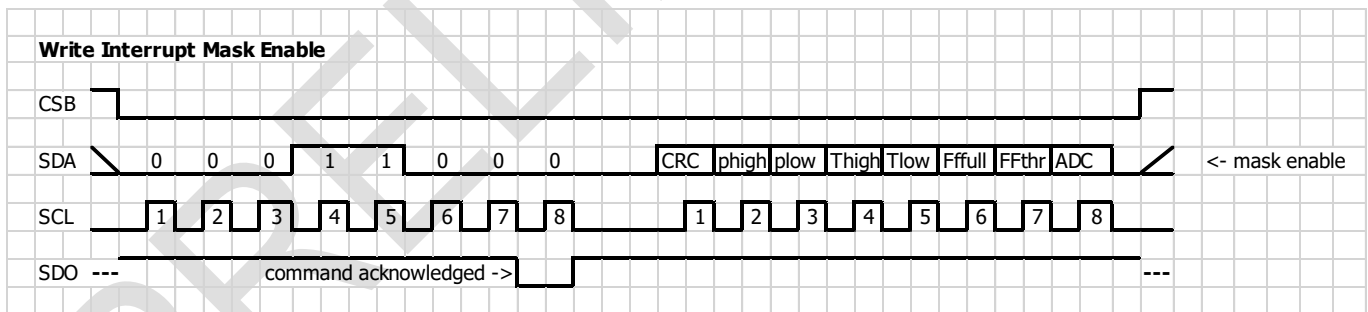 Write Interrupt Mask Enable
CSB
SDA 0 0 0 1 1 0 0 0 CRC phigh plow Thigh Tlow Fffull FFthr ADC <- mask enable
SCL 1 2 3 4 5 6 7 8 1 2 3 4 5 6 7 8
SDO --- command acknowledged -> ---